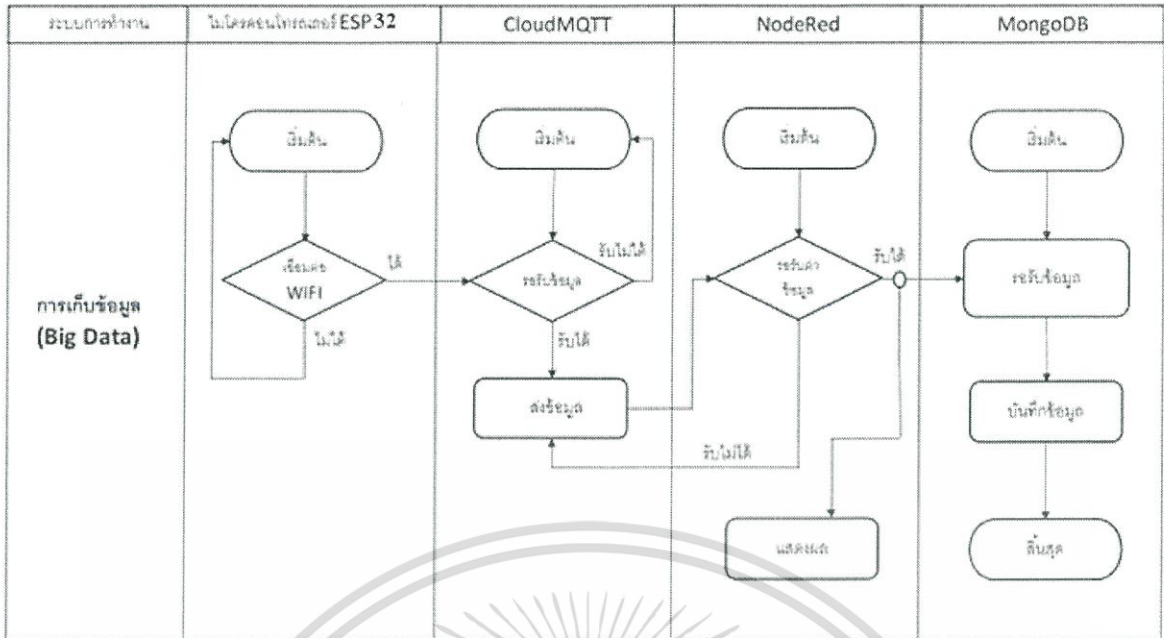 ระบบการทำงาน
ไมโครคอนโทรลเลอร์ ESP32
CloudMQTT
NodeRed
MongoDB
การเก็บข้อมูล
(Big Data)
เริ่มต้น
เชื่อมต่อ
WIFI
ได้
ไม่ได้
เริ่มต้น
รอรับข้อมูล
รับไม่ได้
รับได้
ส่งข้อมูล
เริ่มต้น
รอรับค่า
ข้อมูล
รับได้
รับไม่ได้
แสดงผล
เริ่มต้น
รอรับข้อมูล
บันทึกข้อมูล
สิ้นสุด